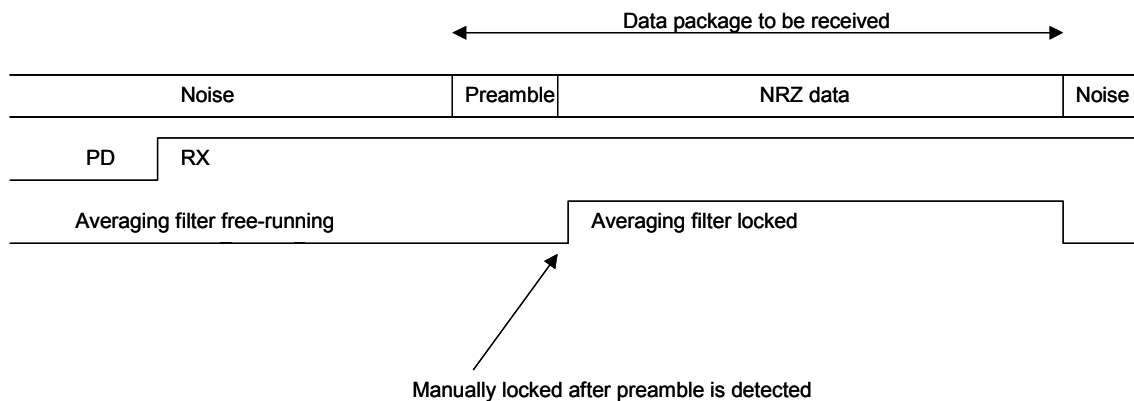 Data package to be received
Noise
Preamble
NRZ data
Noise
PD
RX
Averaging filter free-running
Averaging filter locked
Manually locked after preamble is detected